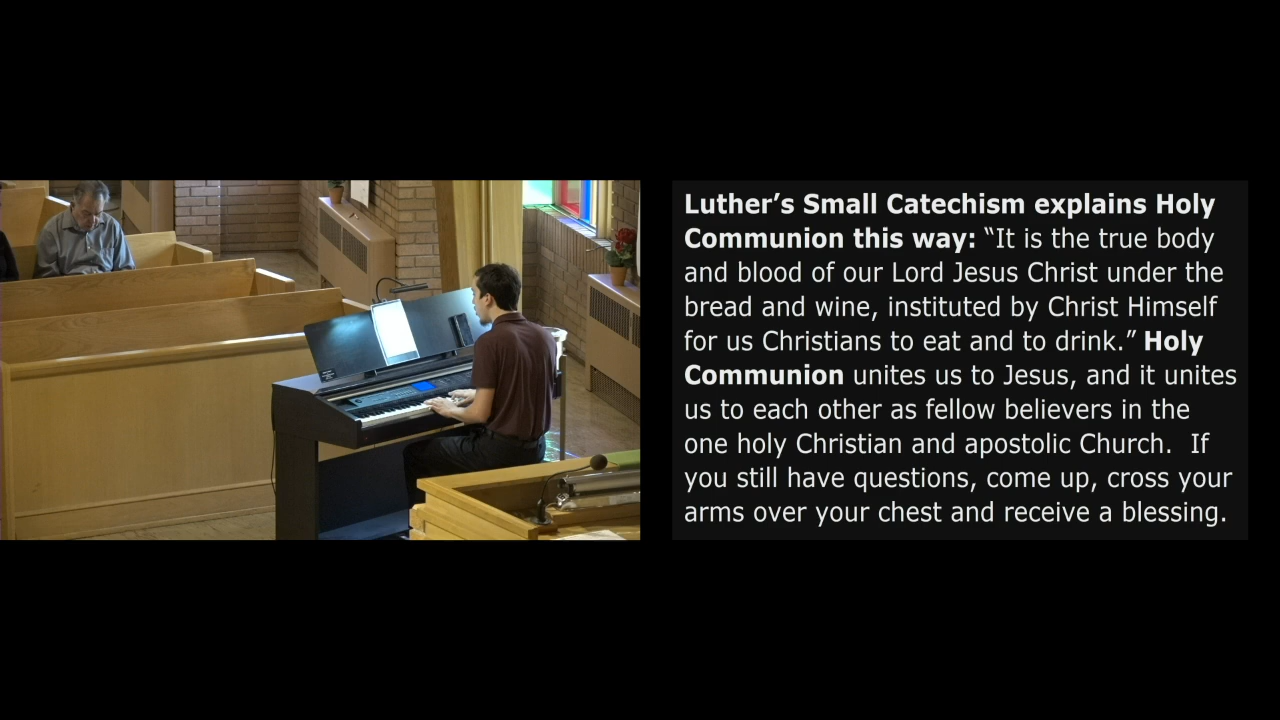 Luther’s Small Catechism explains Holy
Communion this way: “It is the true body
and blood of our Lord Jesus Christ under the
bread and wine, instituted by Christ Himself
for us Christians to eat and to drink.” Holy
Communion unites us to Jesus, and it unites
us to each other as fellow believers in the
one holy Christian and apostolic Church.  If
you still have questions, come up, cross your
arms over your chest and receive a blessing.